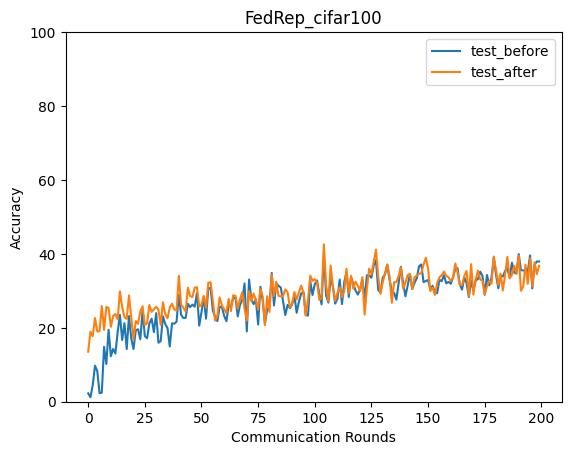 FedRep_cifar100
100
80
60
40
20
0
Accuracy
test_before
test_after
0 25 50 75 100 125 150 175 200
Communication Rounds